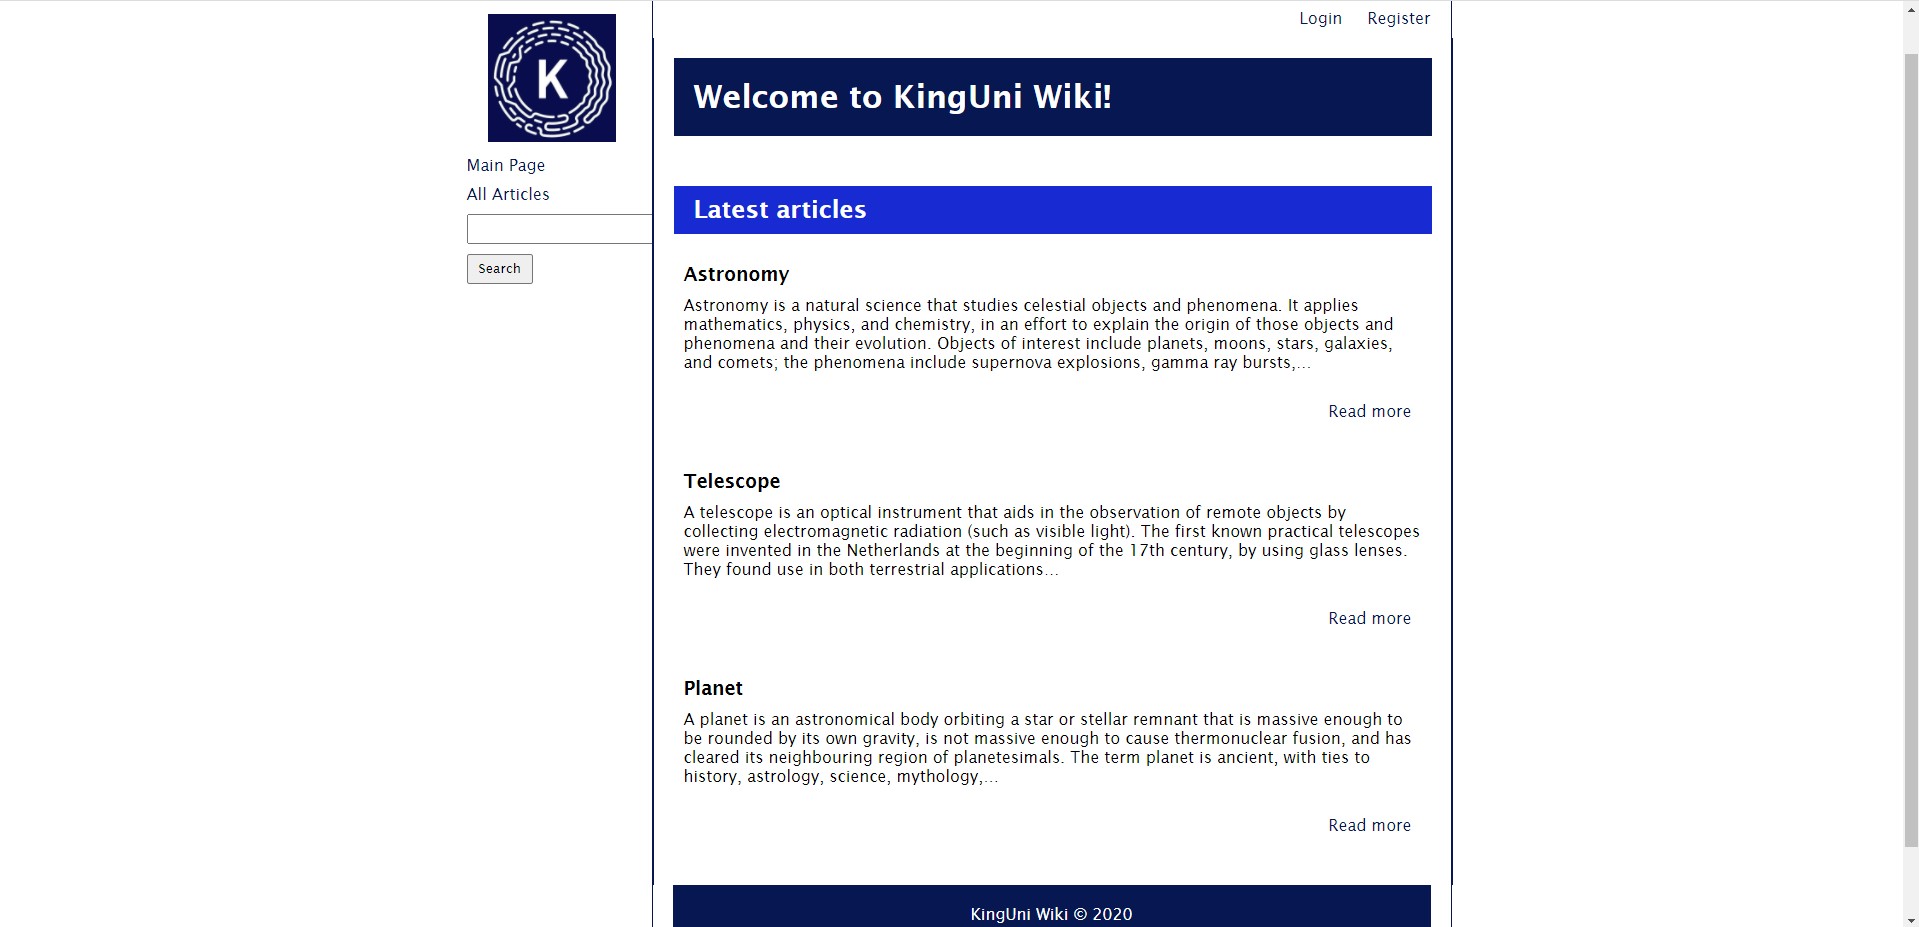 K
Login Register
Welcome to KingUni Wiki!
Main Page
All Articles
Search
Latest articles
Astronomy
Astronomy is a natural science that studies celestial objects and phenomena. It applies
mathematics, physics, and chemistry, in an effort to explain the origin of those objects and
phenomena and their evolution. Objects of interest include planets, moons, stars, galaxies,
and comets; the phenomena include supernova explosions, gamma ray bursts,...
Read more
Telescope
A telescope is an optical instrument that aids in the observation of remote objects by
collecting electromagnetic radiation (such as visible light). The first known practical telescopes
were invented in the Netherlands at the beginning of the 17th century, by using glass lenses.
They found use in both terrestrial applications...
Read more
Planet
A planet is an astronomical body orbiting a star or stellar remnant that is massive enough to
be rounded by its own gravity, is not massive enough to cause thermonuclear fusion, and has
cleared its neighbouring region of planetesimals. The term planet is ancient, with ties to
history, astrology, science, mythology,...
Read more
KingUni Wiki © 2020